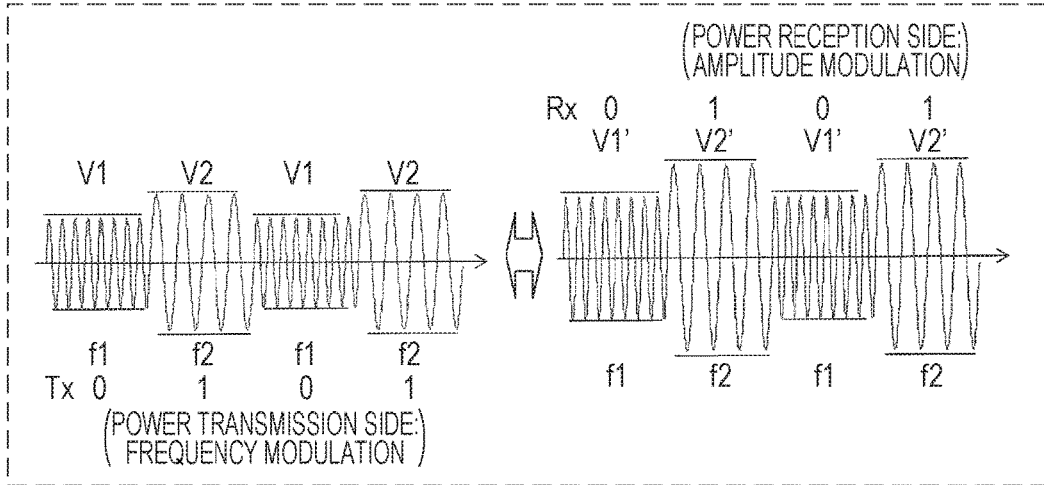 (POWER RECEPTION SIDE:
AMPLITUDE MODULATION)
Rx 0 1 0 1
V1' V2' V1' V2'
V1 V2 V1 V2
f1 f2 f1 f2
f1 f2 f1 f2
Tx 0 1 0 1
(POWER TRANSMISSION SIDE:
FREQUENCY MODULATION)